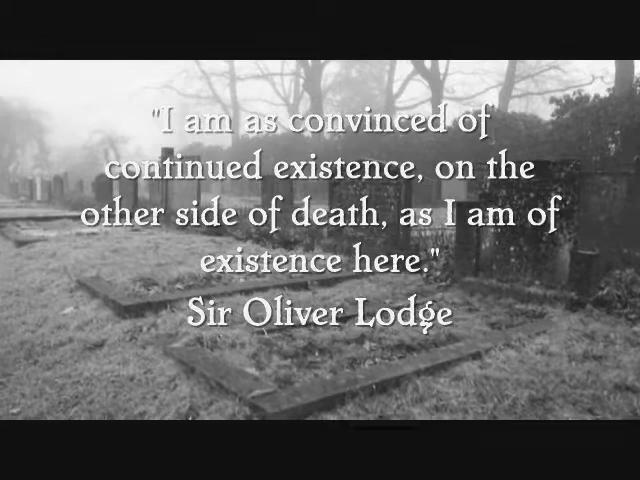 "I am as convinced of
continued existence, on the
other side of death, as I am of
existence here."
Sir Oliver Lodge